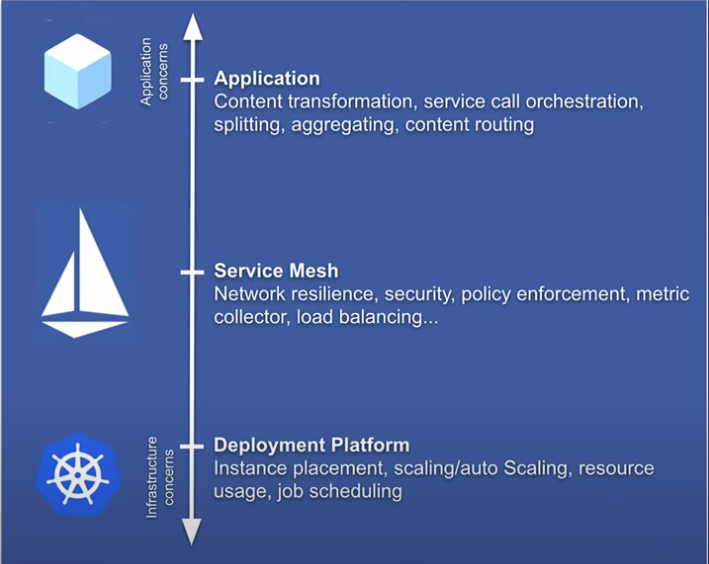 Application
concerns
Application
Content transformation, service call orchestration,
splitting, aggregating, content routing
Service Mesh
Network resilience, security, policy enforcement, metric
collector, load balancing...
Infrastructure
concerns
Deployment Platform
Instance placement, scaling/auto Scaling, resource
usage, job scheduling